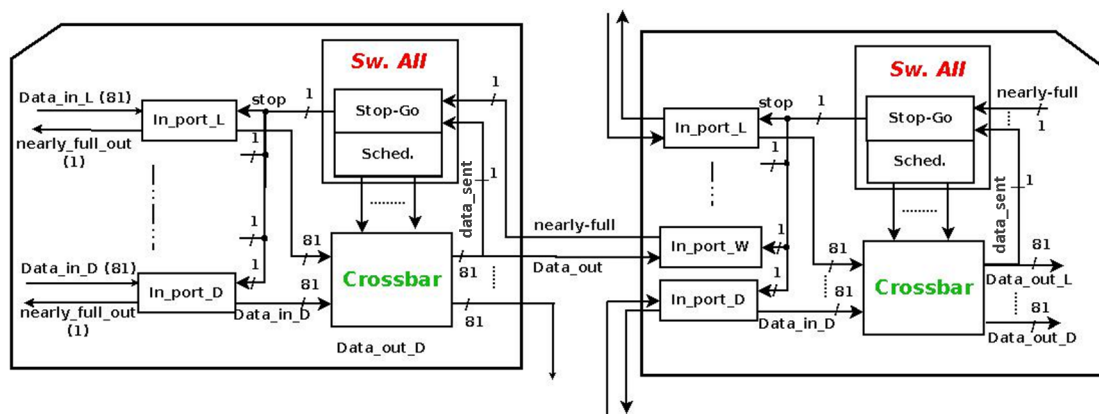 Sw. All
Stop-Go
Sched.
Data_in_L (81)
nearly_full_out
(1)
In_port_L
stop
1
1
1
1
1
1
data_sent
81
Data_in_D (81)
nearly_full_out
(1)
In_port_D
Data_in_D
81
Crossbar
81
81
Data_out_D
nearly-full
Data_out
Sw. All
Stop-Go
Sched.
nearly-full
1
In_port_L
stop
1
1
1
1
data_sent
In_port_W
In_port_D
Data_in_D
81
81
Crossbar
81
Data_out_L
81
Data_out_D